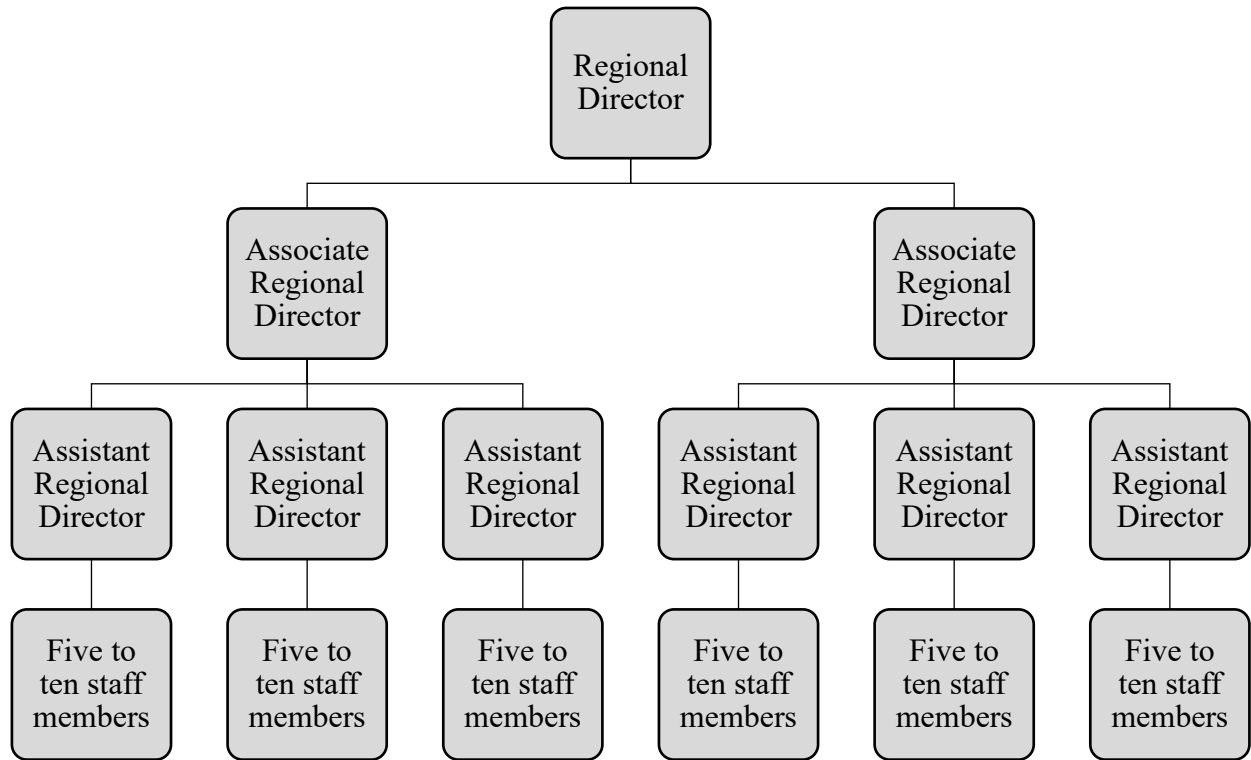 Regional
Director
Associate
Regional
Director
Associate
Regional
Director
Assistant
Regional
Director
Assistant
Regional
Director
Assistant
Regional
Director
Assistant
Regional
Director
Assistant
Regional
Director
Assistant
Regional
Director
Five to
ten staff
members
Five to
ten staff
members
Five to
ten staff
members
Five to
ten staff
members
Five to
ten staff
members
Five to
ten staff
members